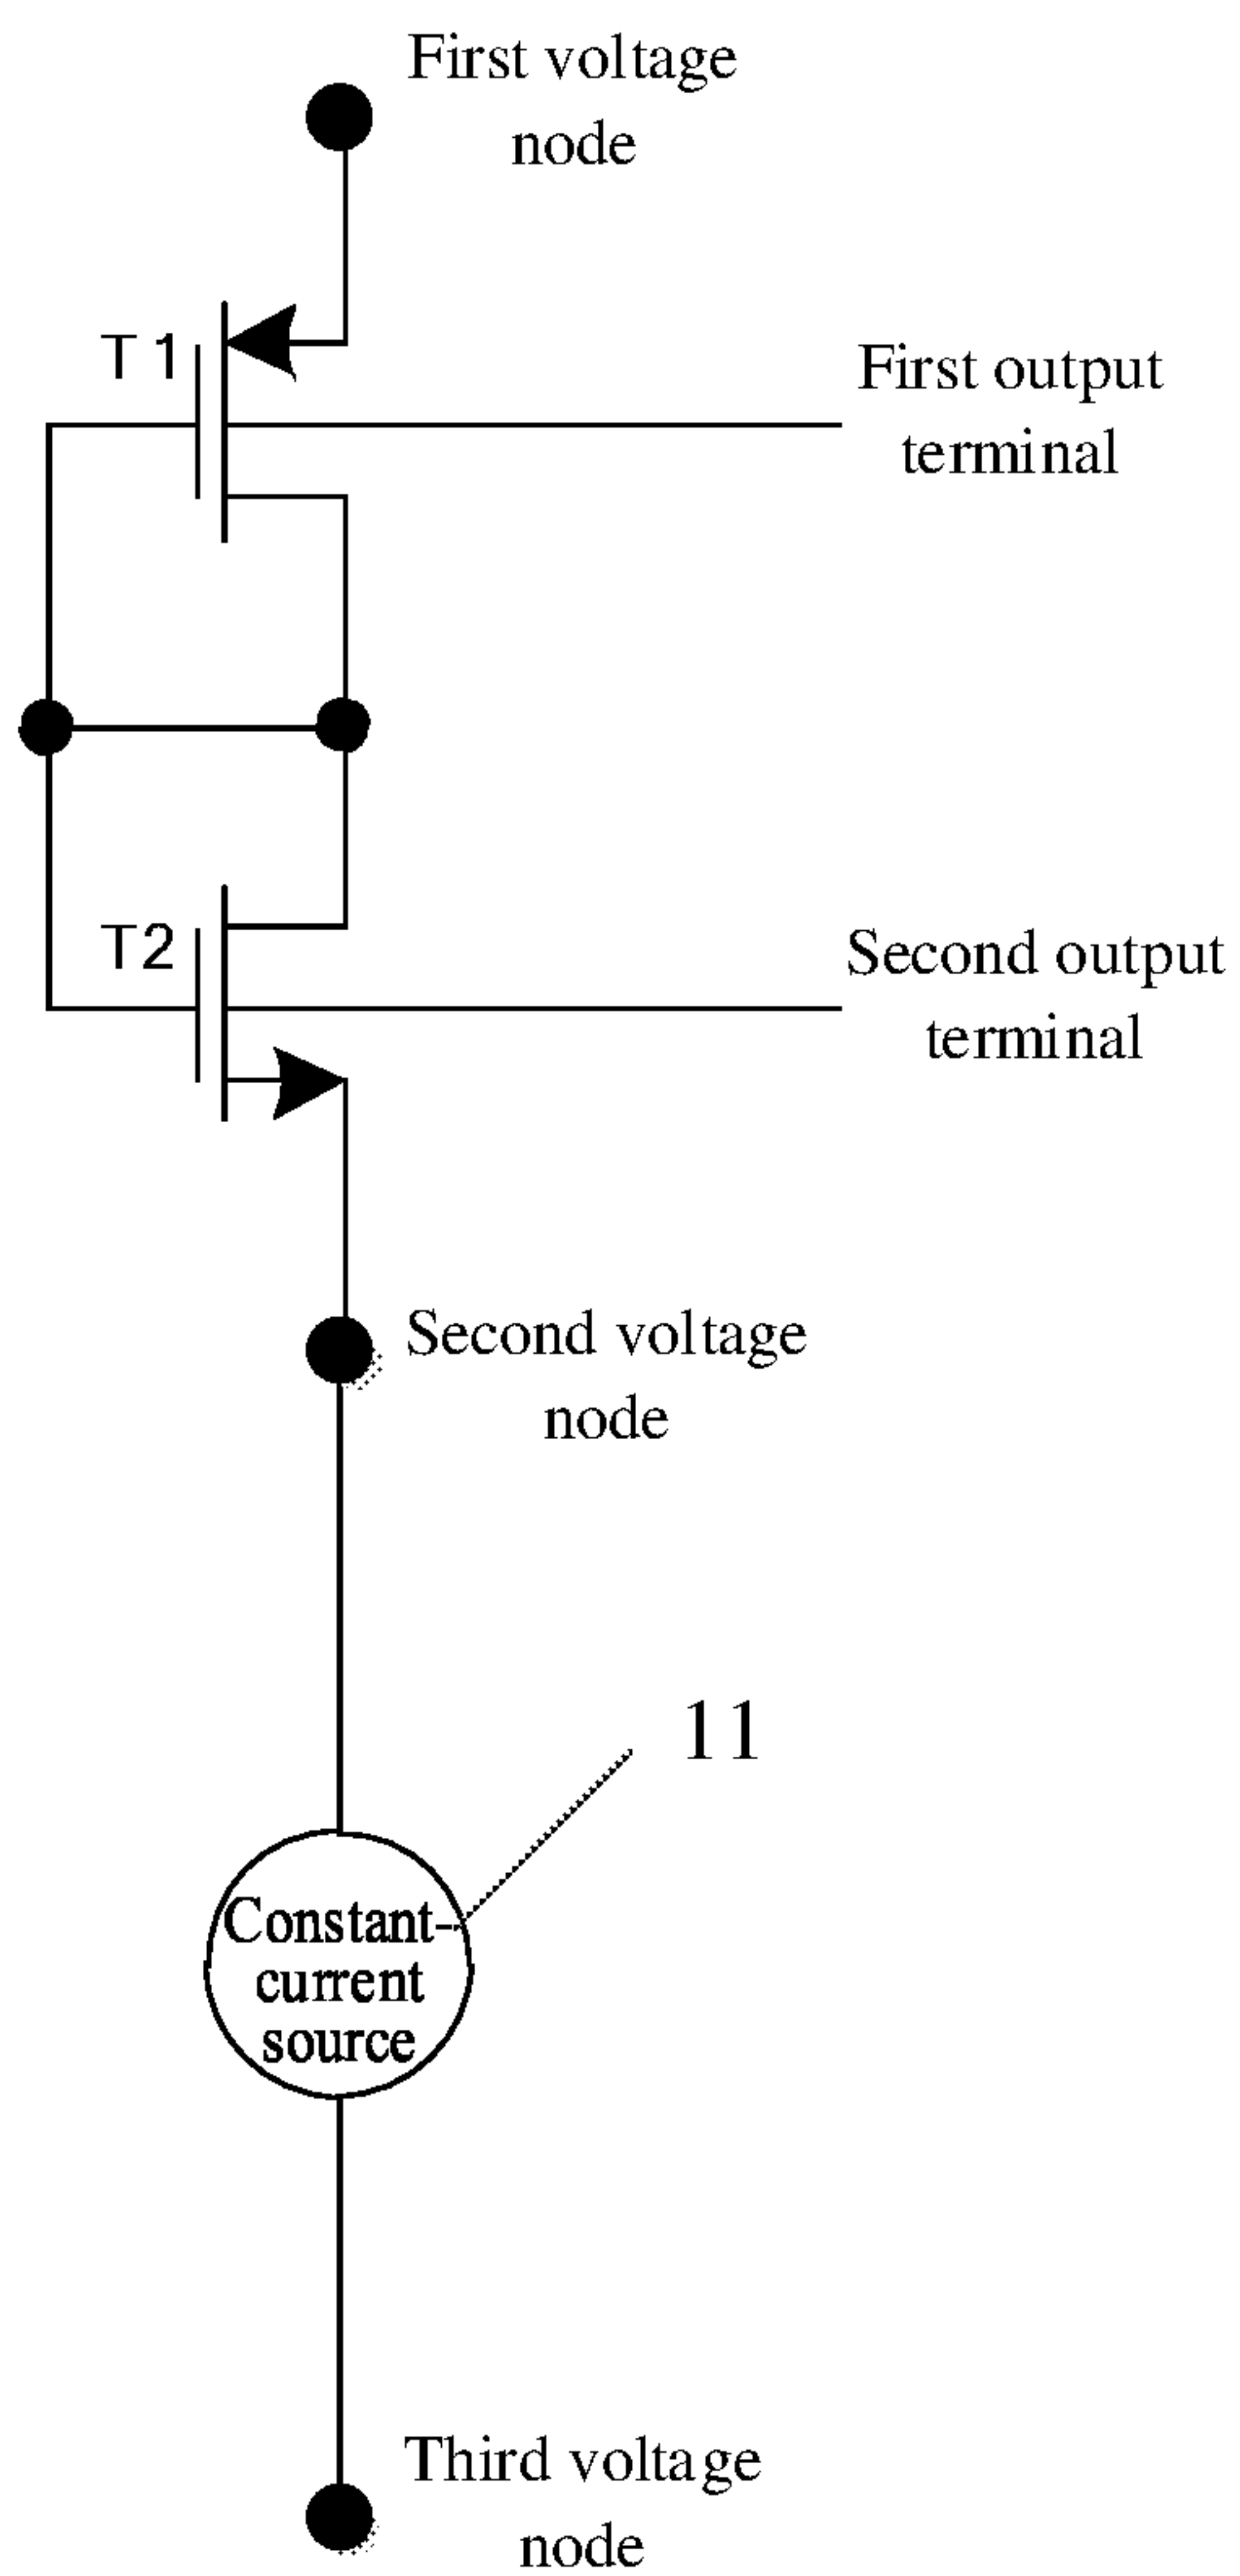 First voltage
node
T1
First output
terminal
T2
Second output
terminal
Second voltage
node
11
Constant-
current
source
Third voltage
node